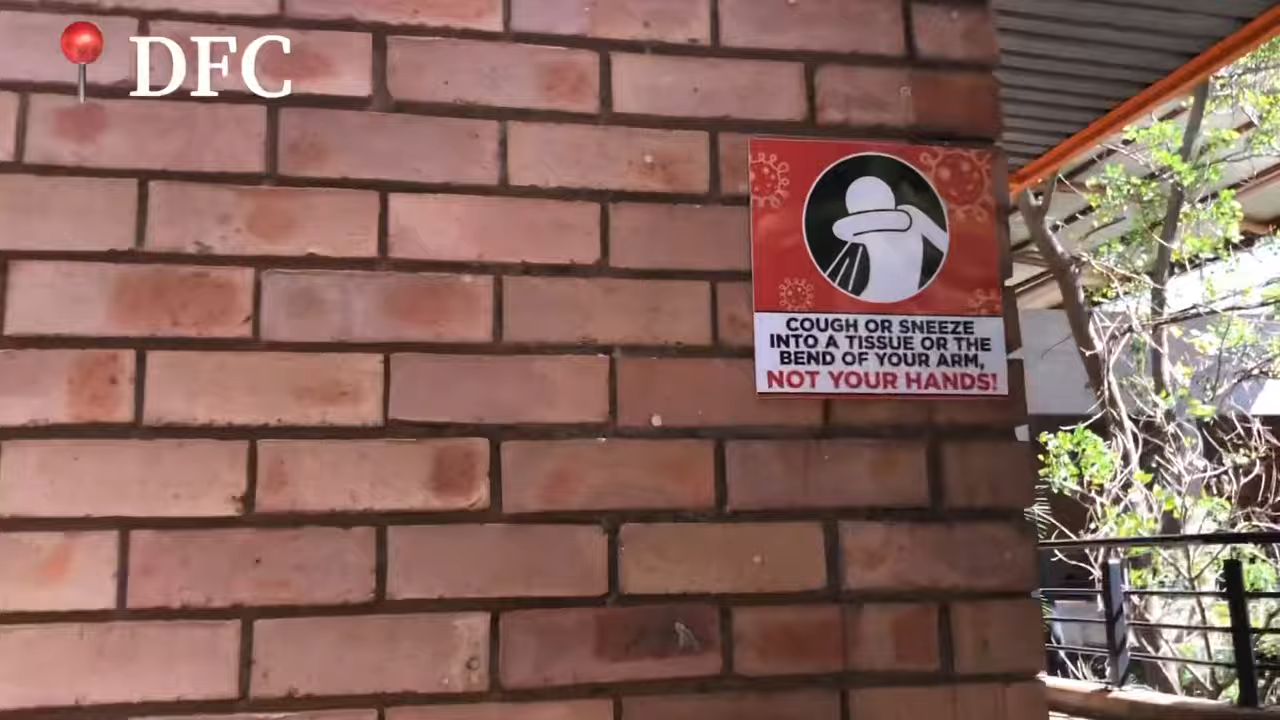 DFC
COUGH OR SNEEZE
INTO A TISSUE OR THE
BEND OF YOUR ARM,
NOT YOUR HANDS!